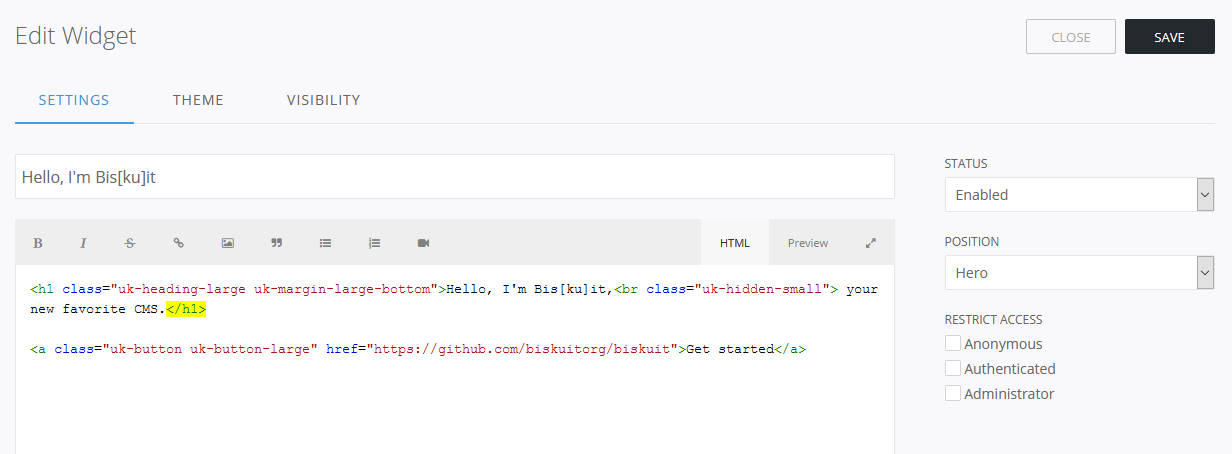 Edit Widget
CLOSE
SAVE
SETTINGS
THEME
VISIBILITY
Hello, I'm Bis[ku]it
B
I
S
HTML
Preview
<h1 class="uk-heading-large uk-margin-large-bottom">Hello, I'm Bis[ku]it,<br class="uk-hidden-small"> your
new favorite CMS.</h1>
<a class="uk-button uk-button-large" href="https://github.com/biskuitorg/biskuit">Get started</a>
STATUS
Enabled
POSITION
Hero
RESTRICT ACCESS
Anonymous
Authenticated
Administrator